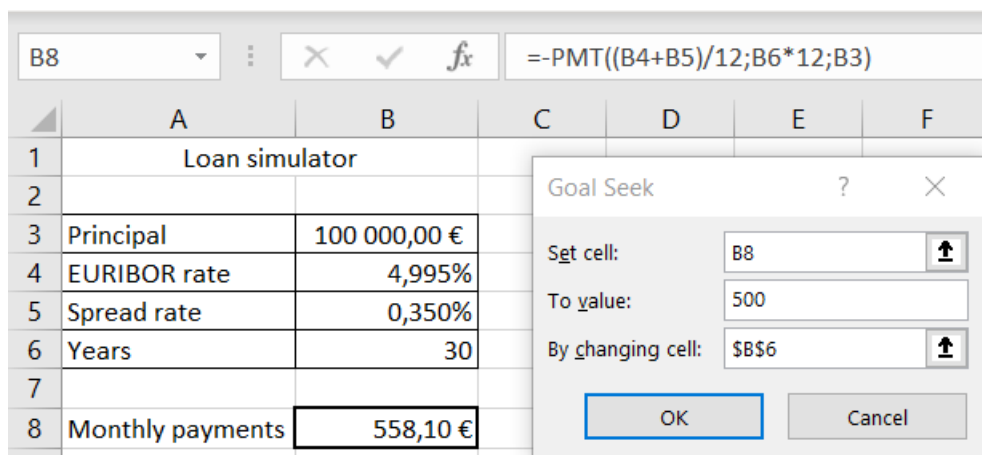 B8 fx =-PMT((B4+B5)/12;B6*12;B3)
A B C D E F
1 Loan simulator
2 Goal Seek ? ×
3 Principal 100 000,00 € Set cell: B8
4 EURIBOR rate 4,995%
5 Spread rate 0,350% To value: 500
6 Years 30 By changing cell: $B$6
7
8 Monthly payments 558,10 € OK Cancel